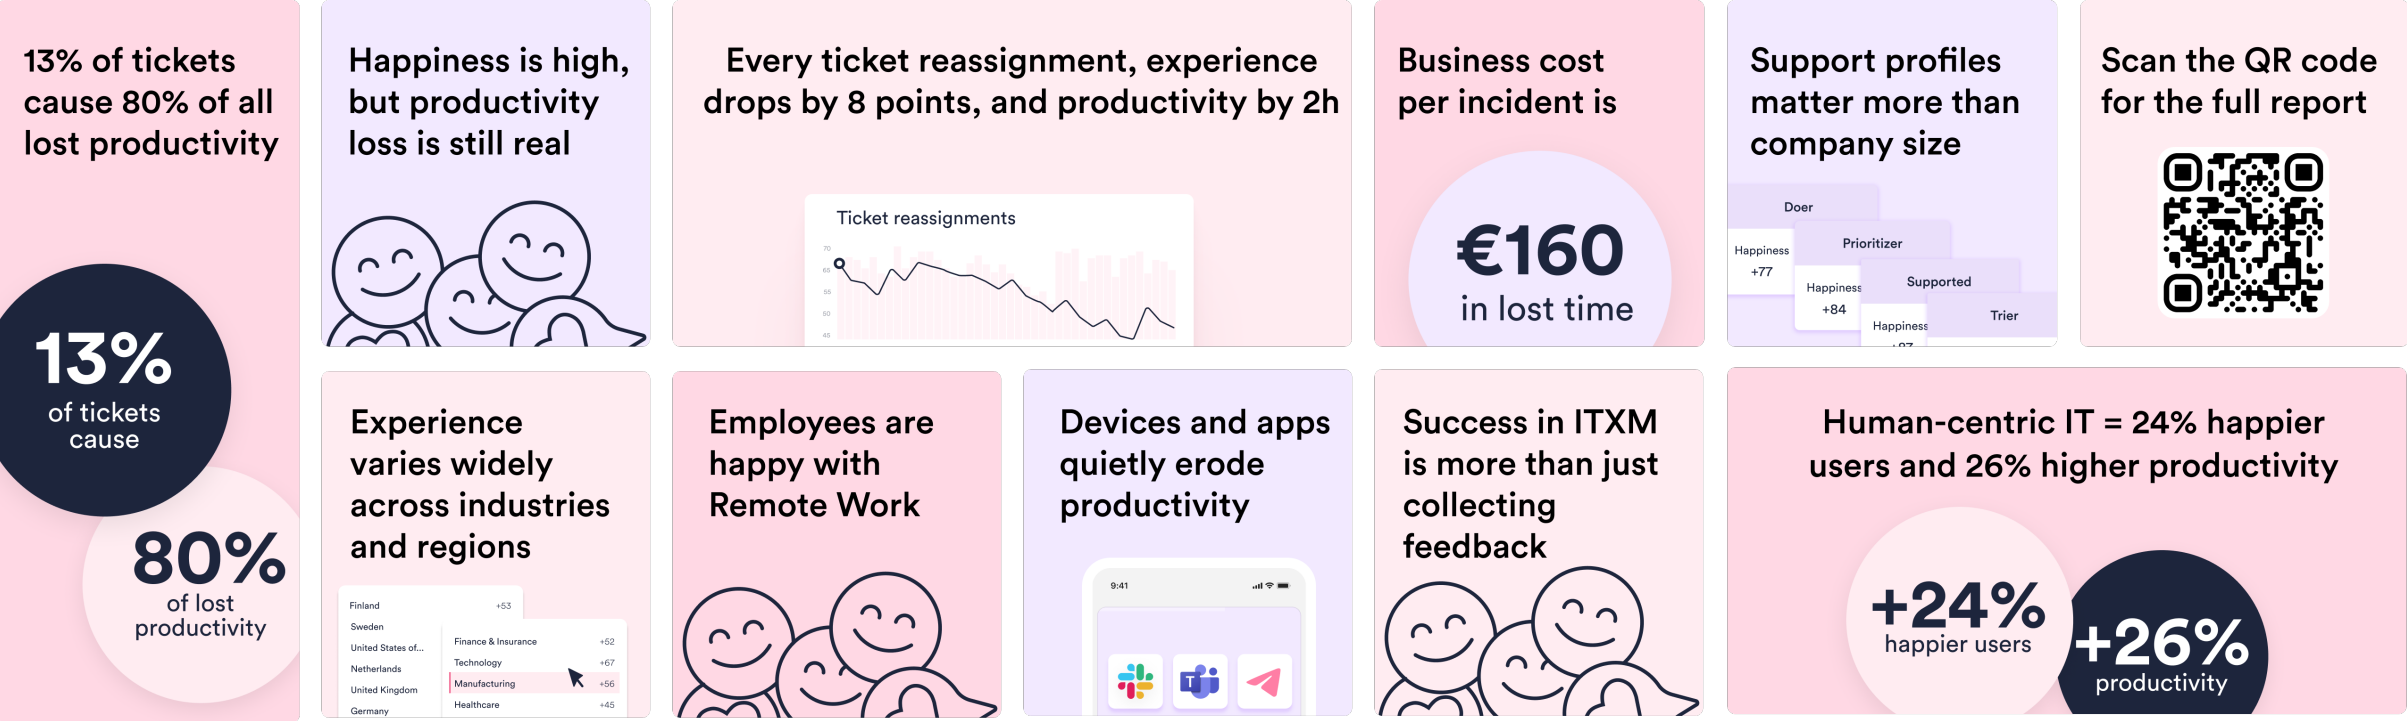 13% of tickets
cause 80% of all
lost productivity
13%
of tickets
cause
80%
of lost
productivity
Happiness is high,
but productivity
loss is still real
Every ticket reassignment, experience
drops by 8 points, and productivity by 2h
Ticket reassignments
70
65
55
50
45
Business cost
per incident is
€160
in lost time
Support profiles
matter more than
company size
Doer
Happiness
+77
Prioritizer
Happiness
+84
Supported
Happiness
Trier
Scan the QR code
for the full report
Experience
varies widely
across industries
and regions
Finland +53
Sweden
United States of...
Netherlands
United Kingdom
Germany
Finance & Insurance +52
Technology +67
Manufacturing +56
Healthcare +45
Employees are
happy with
Remote Work
Devices and apps
quietly erode
productivity
9:41
T
Success in ITXM
is more than just
collecting
feedback
Human-centric IT = 24% happier
users and 26% higher productivity
+24%
happier users
+26%
productivity